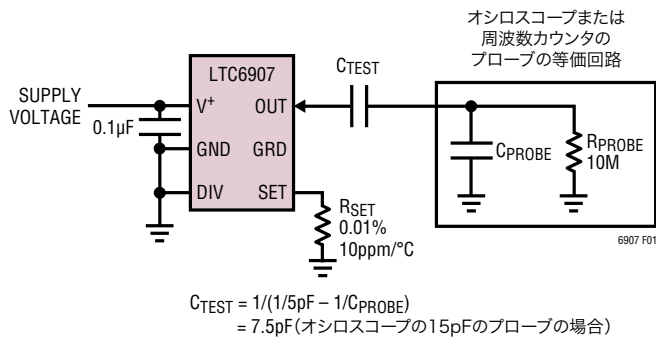 オシロスコープまたは
周波数カウンタの
プローブの等価回路
LTC6907
CTEST
SUPPLY
VOLTAGE
V+
OUT
0.1µF
GND
GRD
CPROBE
RPROBE
10M
DIV
SET
RSET
0.01%
10ppm/°C
6907 F01
CTEST = 1/(1/5pF – 1/CPROBE)
= 7.5pF(オシロスコープの15pFのプローブの場合)